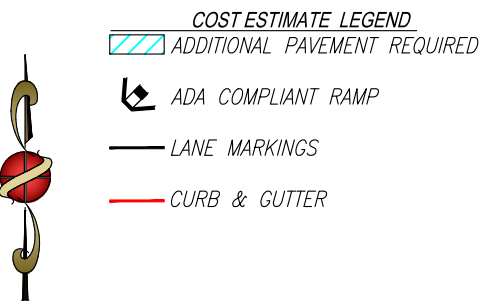 COST ESTIMATE LEGEND
ADDITIONAL PAVEMENT REQUIRED
ADA COMPLIANT RAMP
LANE MARKINGS
CURB & GUTTER